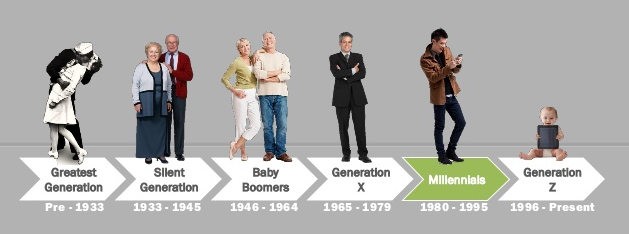 Greatest
Generation
Silent
Generation
Baby
Boomers
Generation
X
Millennials
Generation
Z
Pre - 1933
1933 - 1945
1946 - 1964
1965 - 1979
1980 - 1995
1996 - Present